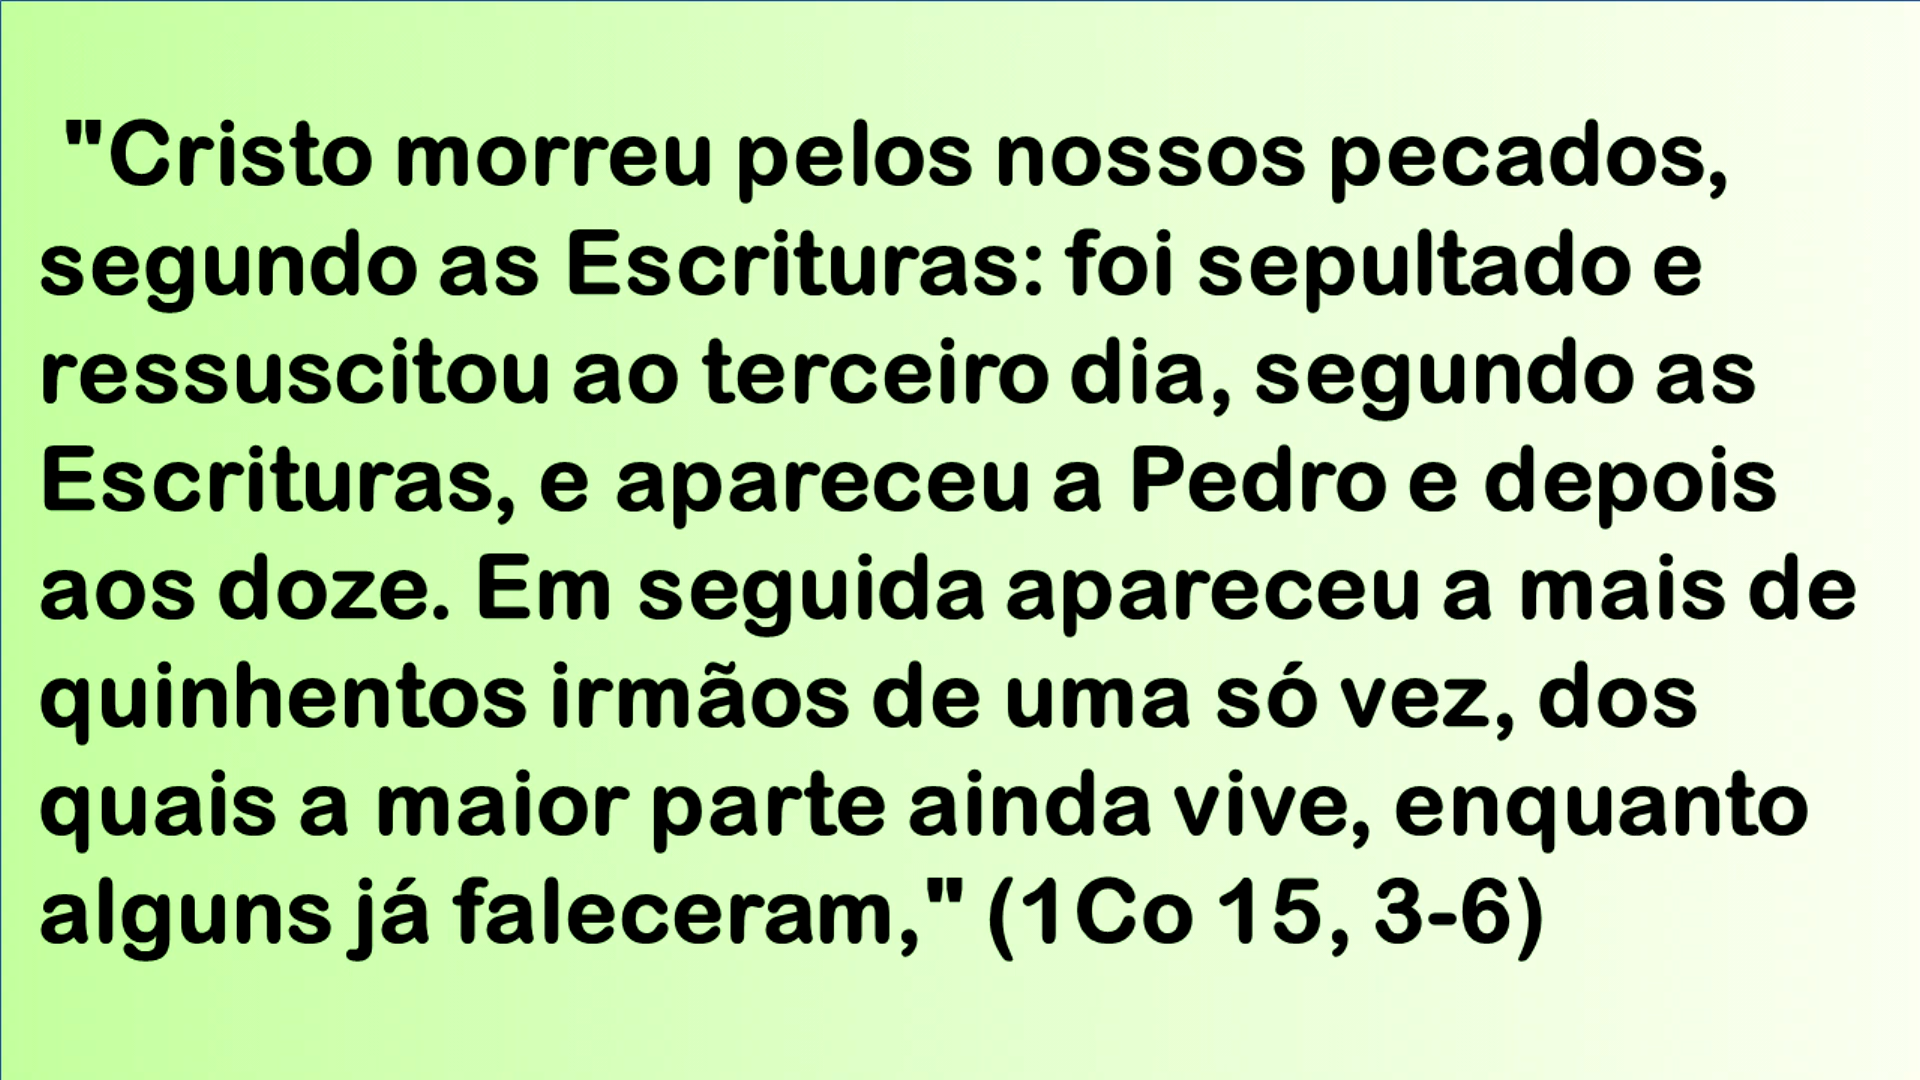 "Cristo morreu pelos nossos pecados,
segundo as Escrituras: foi sepultado e
ressuscitou ao terceiro dia, segundo as
Escrituras, e apareceu a Pedro e depois
aos doze. Em seguida apareceu a mais de
quinhentos irmãos de uma só vez, dos
quais a maior parte ainda vive, enquanto
alguns já faleceram," (1Co 15, 3-6)